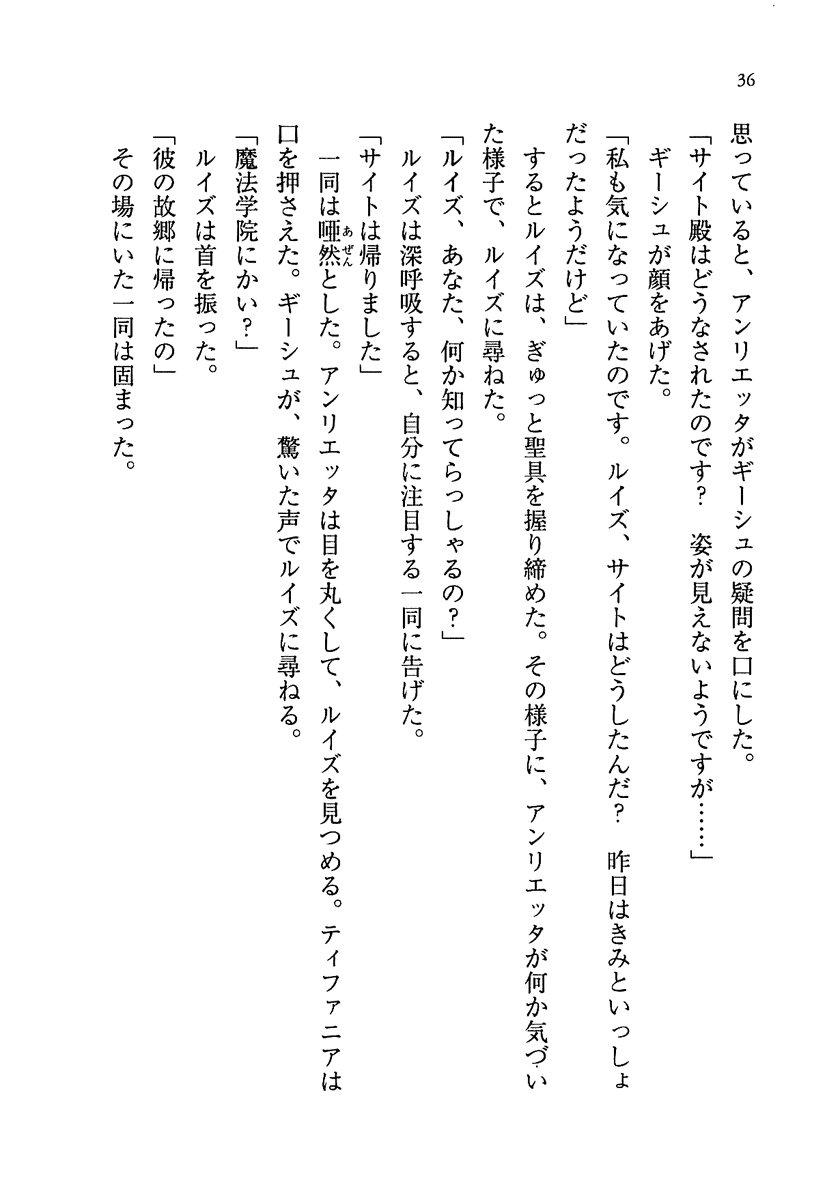 36
思っていると、アンリエッタがギーシュの疑問を口にした。
「サイト殿はどうなされたのです？　姿が見えないようですが……」
ギーシュが顔をあげた。
「私も気になっていたのです。ルイズ、サイトはどうしたんだ？　昨日はきみといっしょ
だったようだけど」
するとルイズは、ぎゅっと聖具を握り締めた。その様子に、アンリエッタが何か気づい
た様子で、ルイズに尋ねた。
「ルイズ、あなた、何か知ってらっしゃるの？」
ルイズは深呼吸すると、自分に注目する一同に告げた。
「サイトは帰りました」
一同は唖然あぜんとした。アンリエッタは目を丸くして、ルイズを見つめる。ティファニアは
口を押さえた。ギーシュが、驚いた声でルイズに尋ねる。
「魔法学院にかい？」
ルイズは首を振った。
「彼の故郷に帰ったの」
その場にいた一同は固まった。